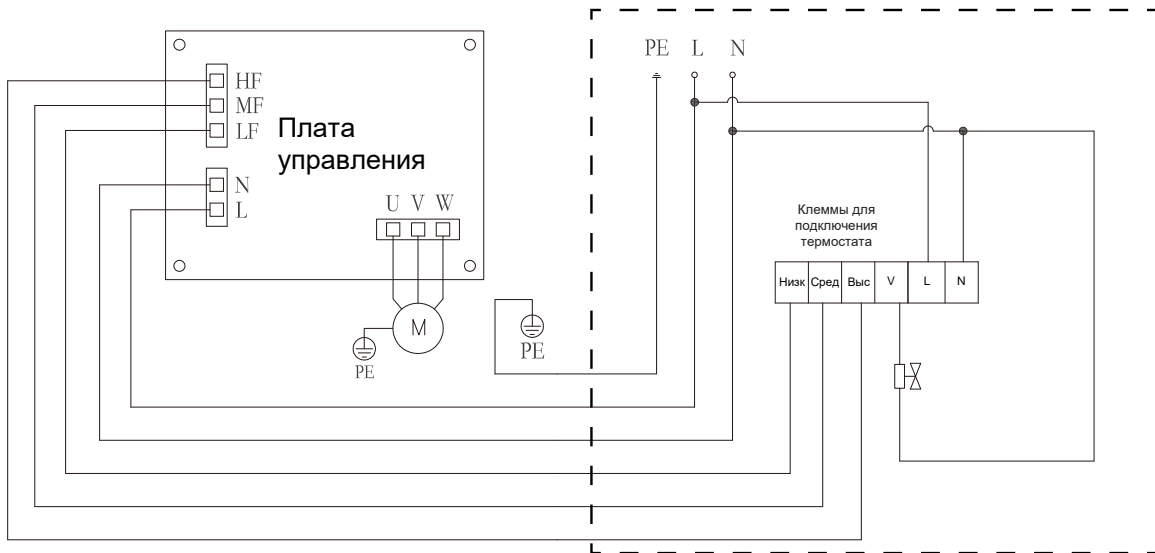 PE L N
HF
MF
LF
Плата
управления
N
L
U V W
Клеммы для
подключения
термостата
Низк Сред Выс V L N
M
PE
PE